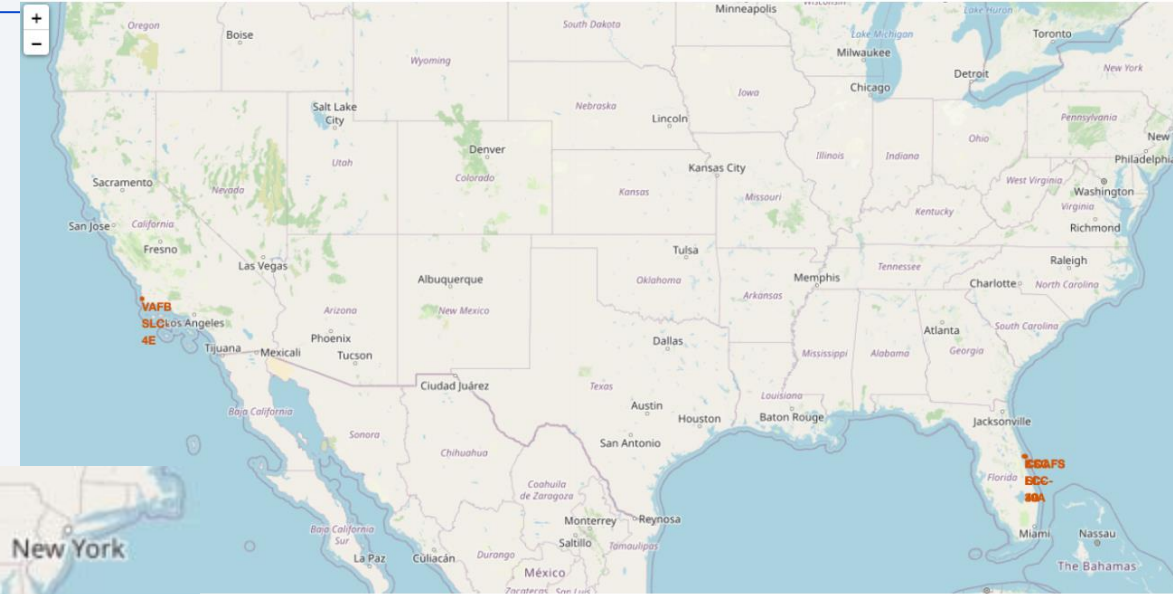 +
−
Oregon
Boise
South Dakota
Minneapolis
Wisconsin
Lake Michigan
Lake Huron
Toronto
Wyoming
Milwaukee
Detroit
New York
Chicago
Salt Lake
City
Nebraska
Iowa
Lincoln
Pennsylvania
New
Philadelphia
Denver
Utah
Colorado
Illinois
Indiana
Ohio
Kansas City
Sacramento
Nevada
Kansas
Missouri
West Virginia
Washington
Virginia
San Jose
California
Kentucky
Richmond
Fresno
Las Vegas
Tulsa
Raleigh
Albuquerque
Oklahoma
Memphis
Tennessee
Charlotte
North Carolina
VAFB
SLC-
4E
Los Angeles
Arizona
New Mexico
Arkansas
Atlanta
South Carolina
Phoenix
Tijuana
Mexicali
Tucson
Dallas
Mississippi
Alabama
Georgia
Ciudad Juárez
Texas
Louisiana
Baja California
Austin
Houston
Baton Rouge
Jacksonville
Sonora
San Antonio
Chihuahua
Florida
Coahuila
de Zaragoza
New York
Baja California
Sur
Monterrey
Reynosa
Miami
Nassau
La Paz
Culiacán
Durango
Saltillo
Tamaulipas
The Bahamas
México
Zacatecas
San Luis